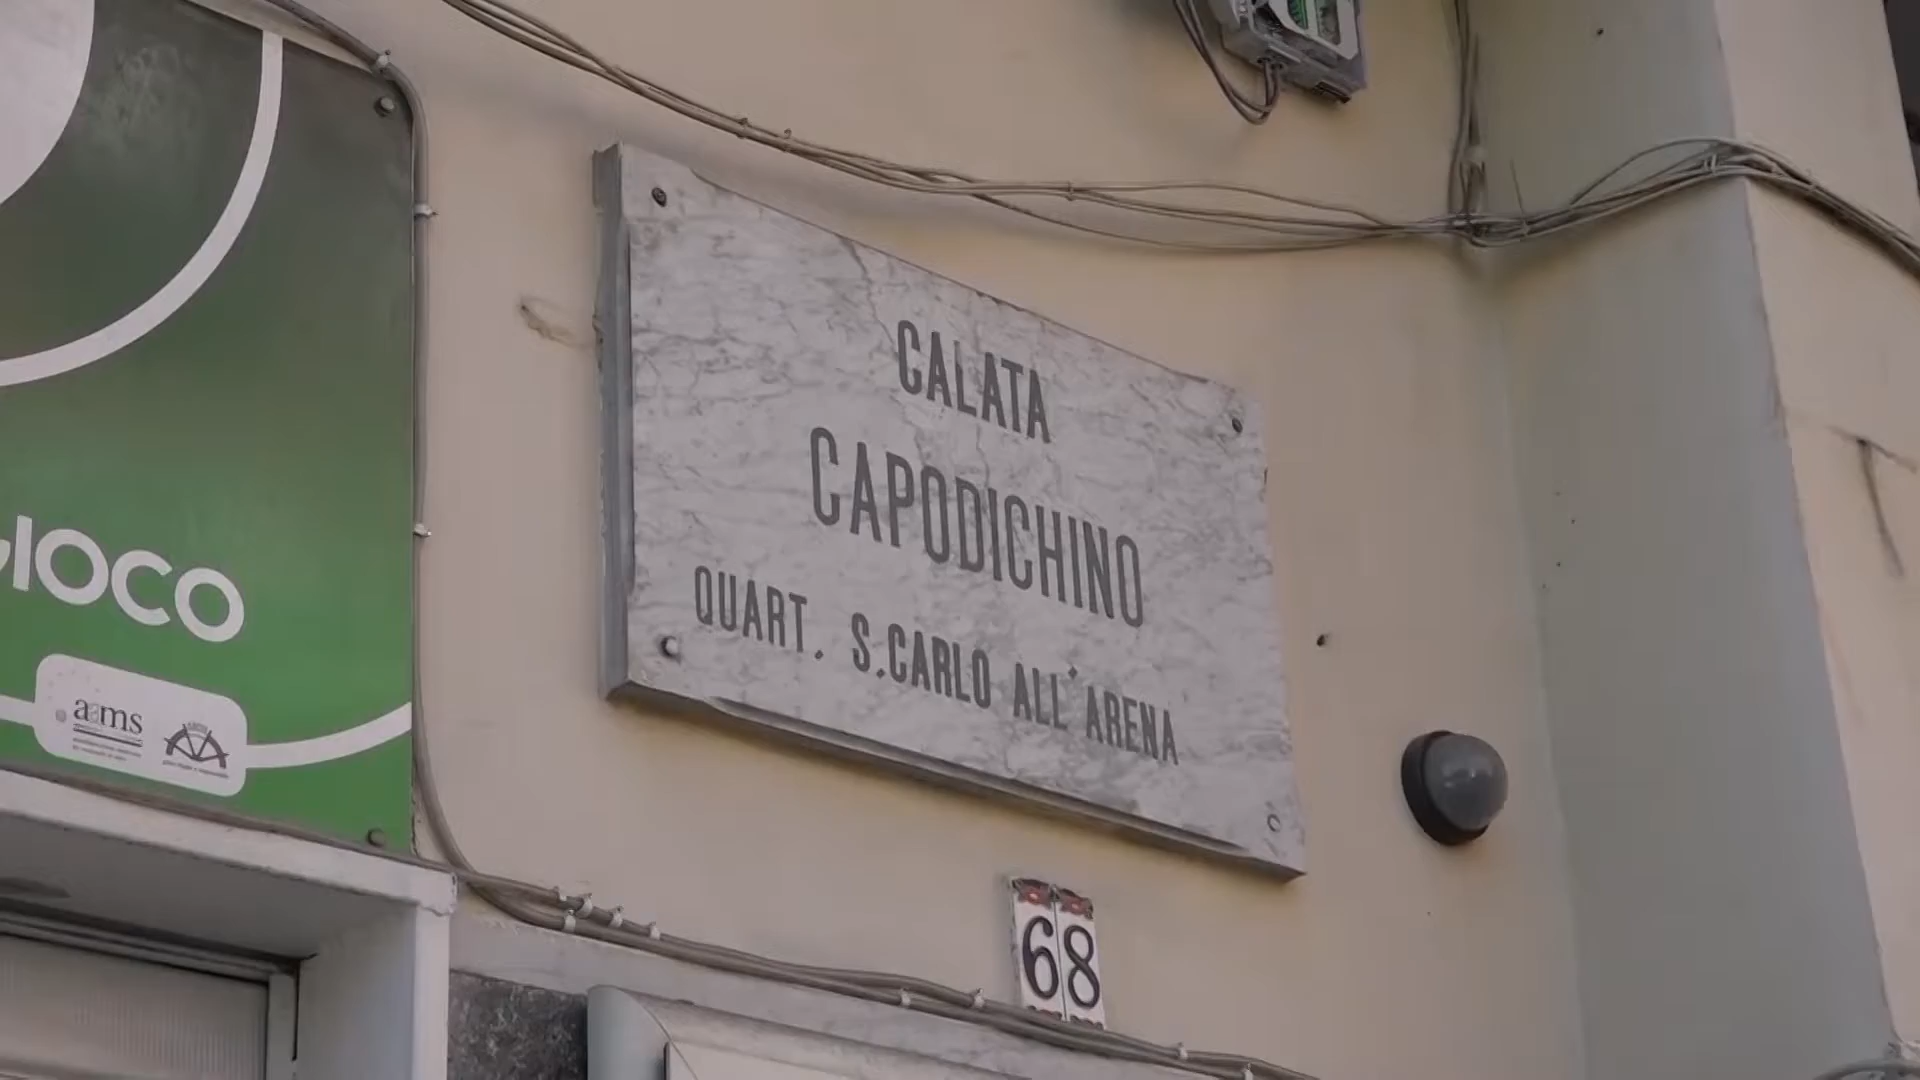 CALATA
CAPODICHINO
QUART. S.CARLO ALL'ARENA
68
GIOCO
aams